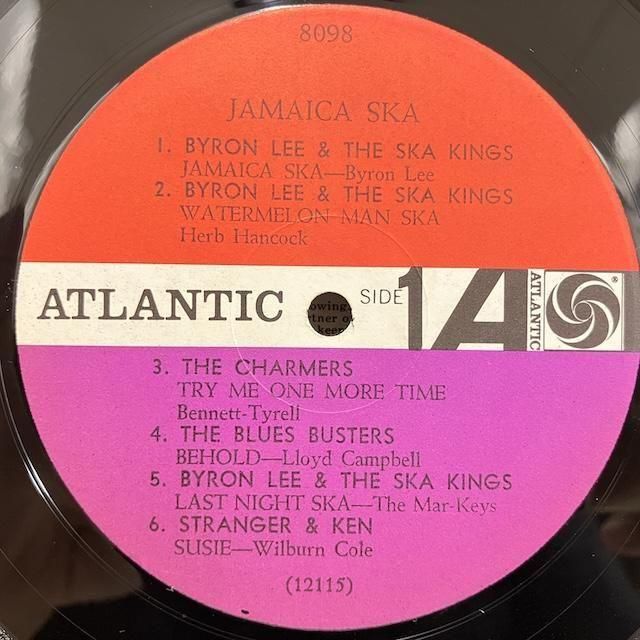 8098
JAMAICA SKA
1. BYRON LEE & THE SKA KINGS
JAMAICA SKA—Byron Lee
2. BYRON LEE & THE SKA KINGS
WATERMELON MAN SKA
Herb Hancock
ATLANTIC
SIDE 1
A
ATLANTIC
®
3. THE CHARMERS
TRY ME ONE MORE TIME
Bennett-Tyrell
4. THE BLUES BUSTERS
BEHOLD—Lloyd Campbell
5. BYRON LEE & THE SKA KINGS
LAST NIGHT SKA—The Mar-Keys
6. STRANGER & KEN
SUSIE—Wilburn Cole
(12115)